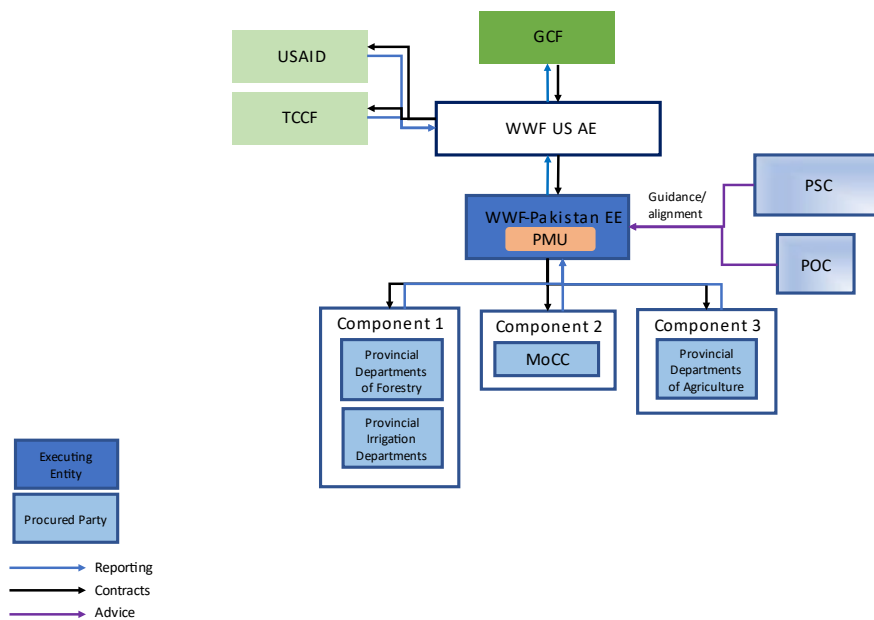 GCF
USAID
TCCF
WWF US AE
WWF-Pakistan EE
PMU
Guidance/
alignment
PSC
POC
Component 1
Provincial
Departments
of Forestry
Provincial
Irrigation
Departments
Component 2
MoCC
Component 3
Provincial
Departments
of Agriculture
Executing
Entity
Procured Party
Reporting
Contracts
Advice